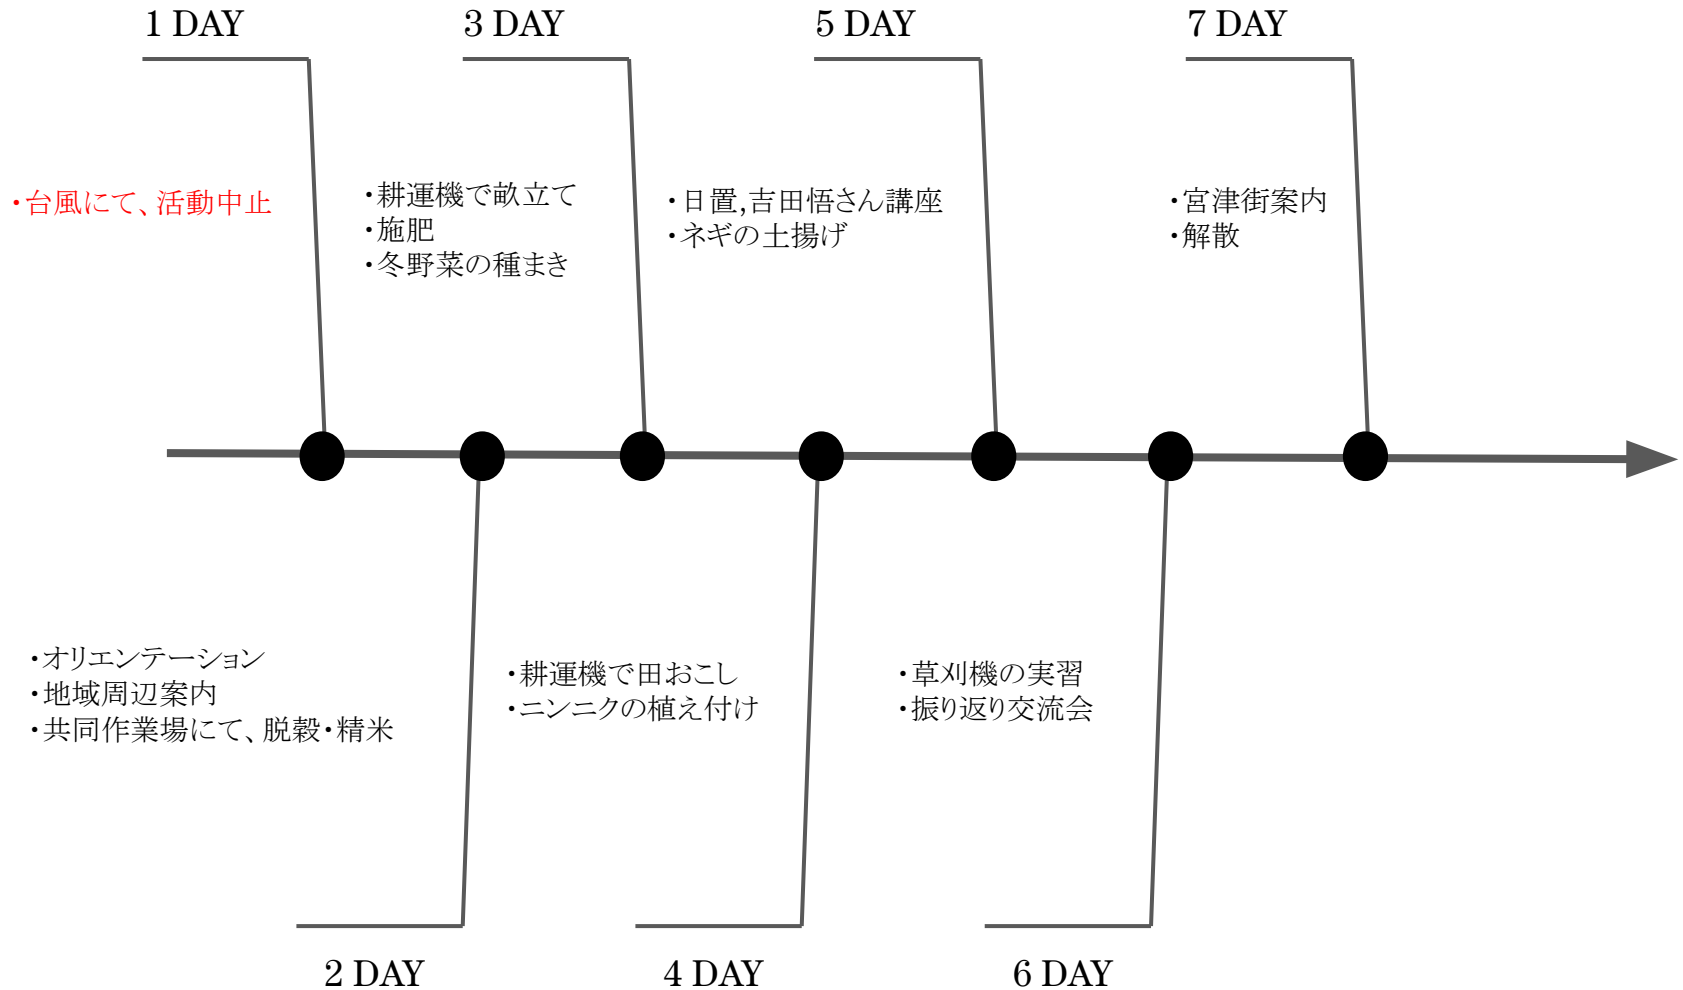 1 DAY
・台風にて、活動中止
2 DAY
・オリエンテーション
・地域周辺案内
・共同作業場にて、脱穀・精米
3 DAY
・耕運機で畝立て
・施肥
・冬野菜の種まき
4 DAY
・耕運機で田おこし
・ニンニクの植え付け
5 DAY
・日置,吉田悟さん講座
・ネギの土揚げ
6 DAY
・草刈機の実習
・振り返り交流会
7 DAY
・宮津街案内
・解散